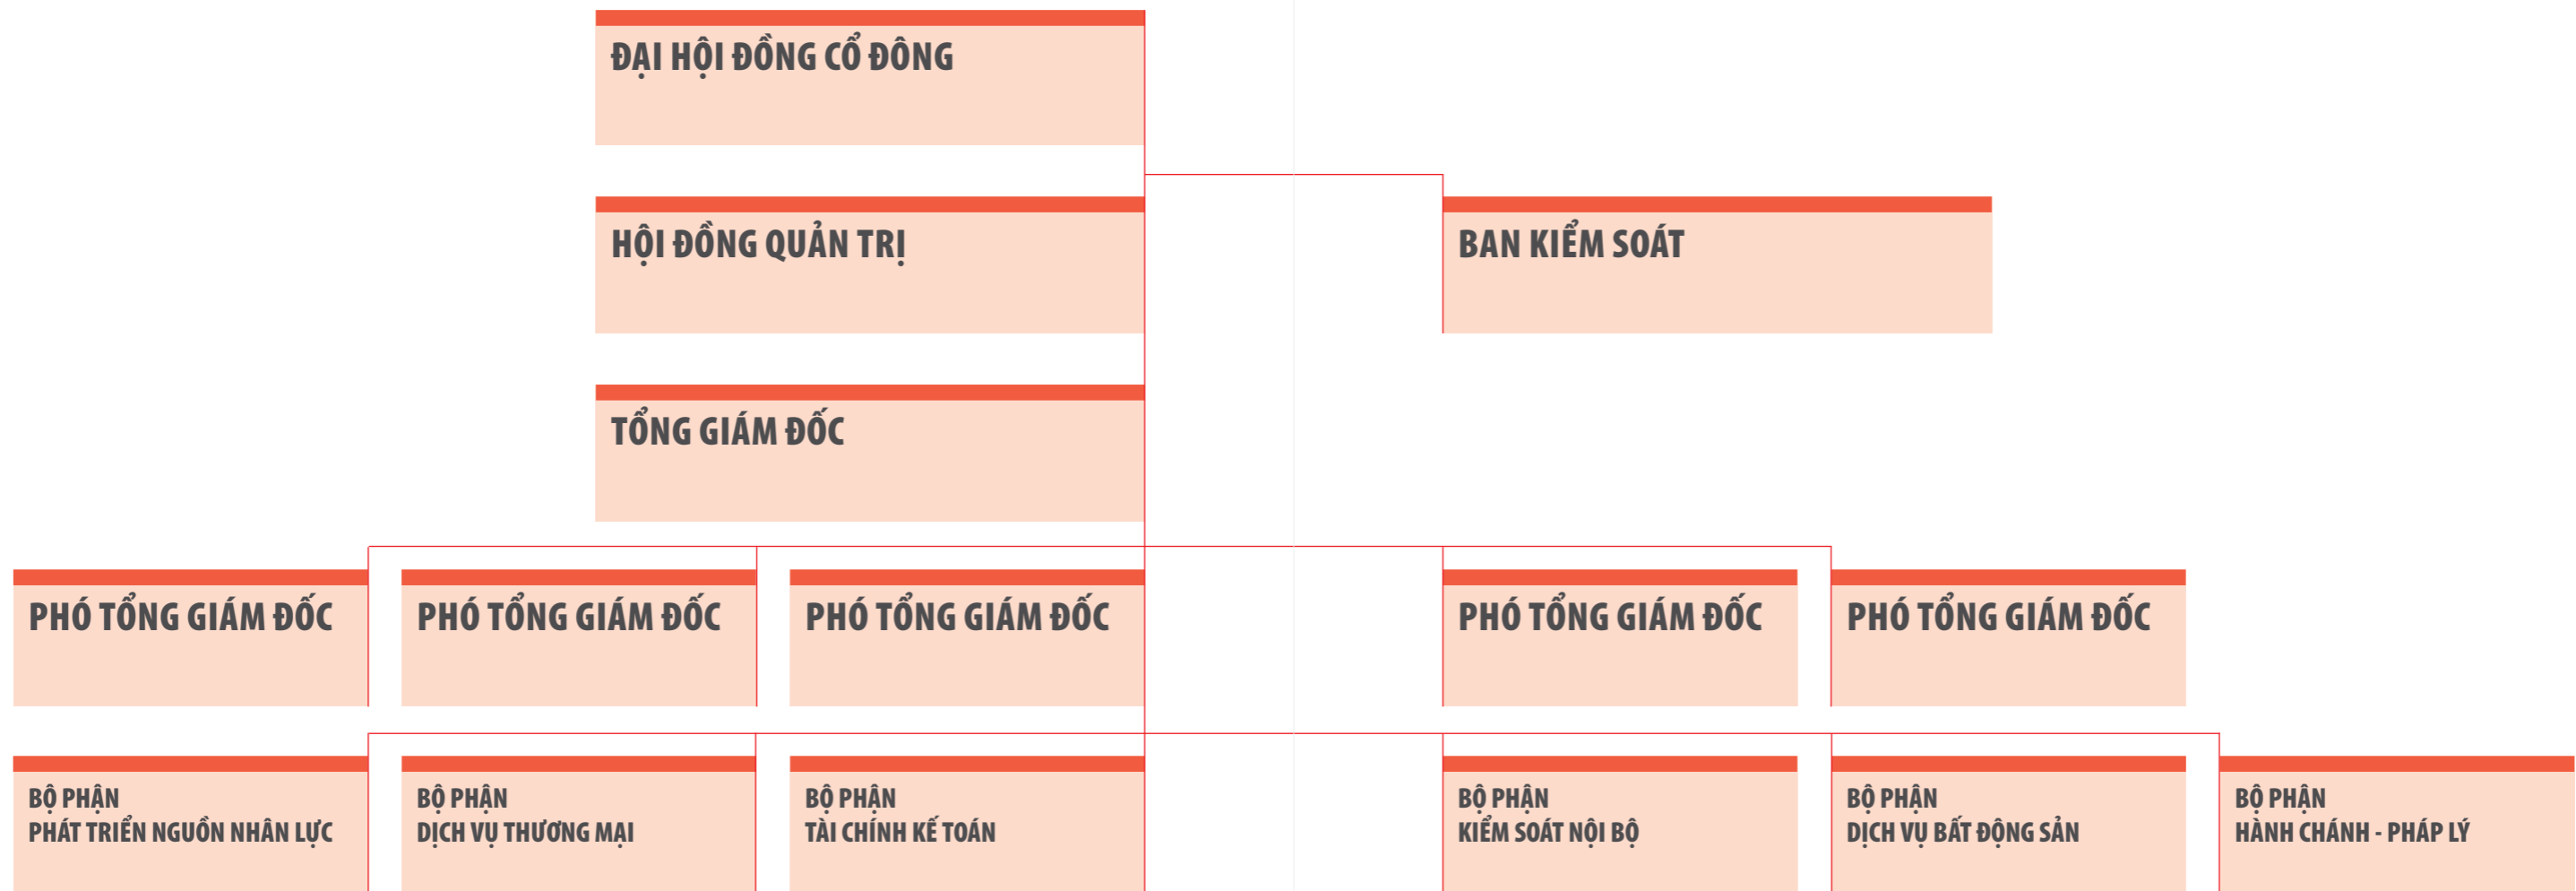 ĐẠI HỘI ĐỒNG CỔ ĐÔNG
HỘI ĐỒNG QUẢN TRỊ
BAN KIỂM SOÁT
TỔNG GIÁM ĐỐC
PHÓ TỔNG GIÁM ĐỐC
PHÓ TỔNG GIÁM ĐỐC
PHÓ TỔNG GIÁM ĐỐC
PHÓ TỔNG GIÁM ĐỐC
PHÓ TỔNG GIÁM ĐỐC
BỘ PHẬN
PHÁT TRIỂN NGUỒN NHÂN LỰC
BỘ PHẬN
DỊCH VỤ THƯƠNG MẠI
BỘ PHẬN
TÀI CHÍNH KẾ TOÁN
BỘ PHẬN
KIỂM SOÁT NỘI BỘ
BỘ PHẬN
DỊCH VỤ BẤT ĐỘNG SẢN
BỘ PHẬN
HÀNH CHÁNH - PHÁP LÝ